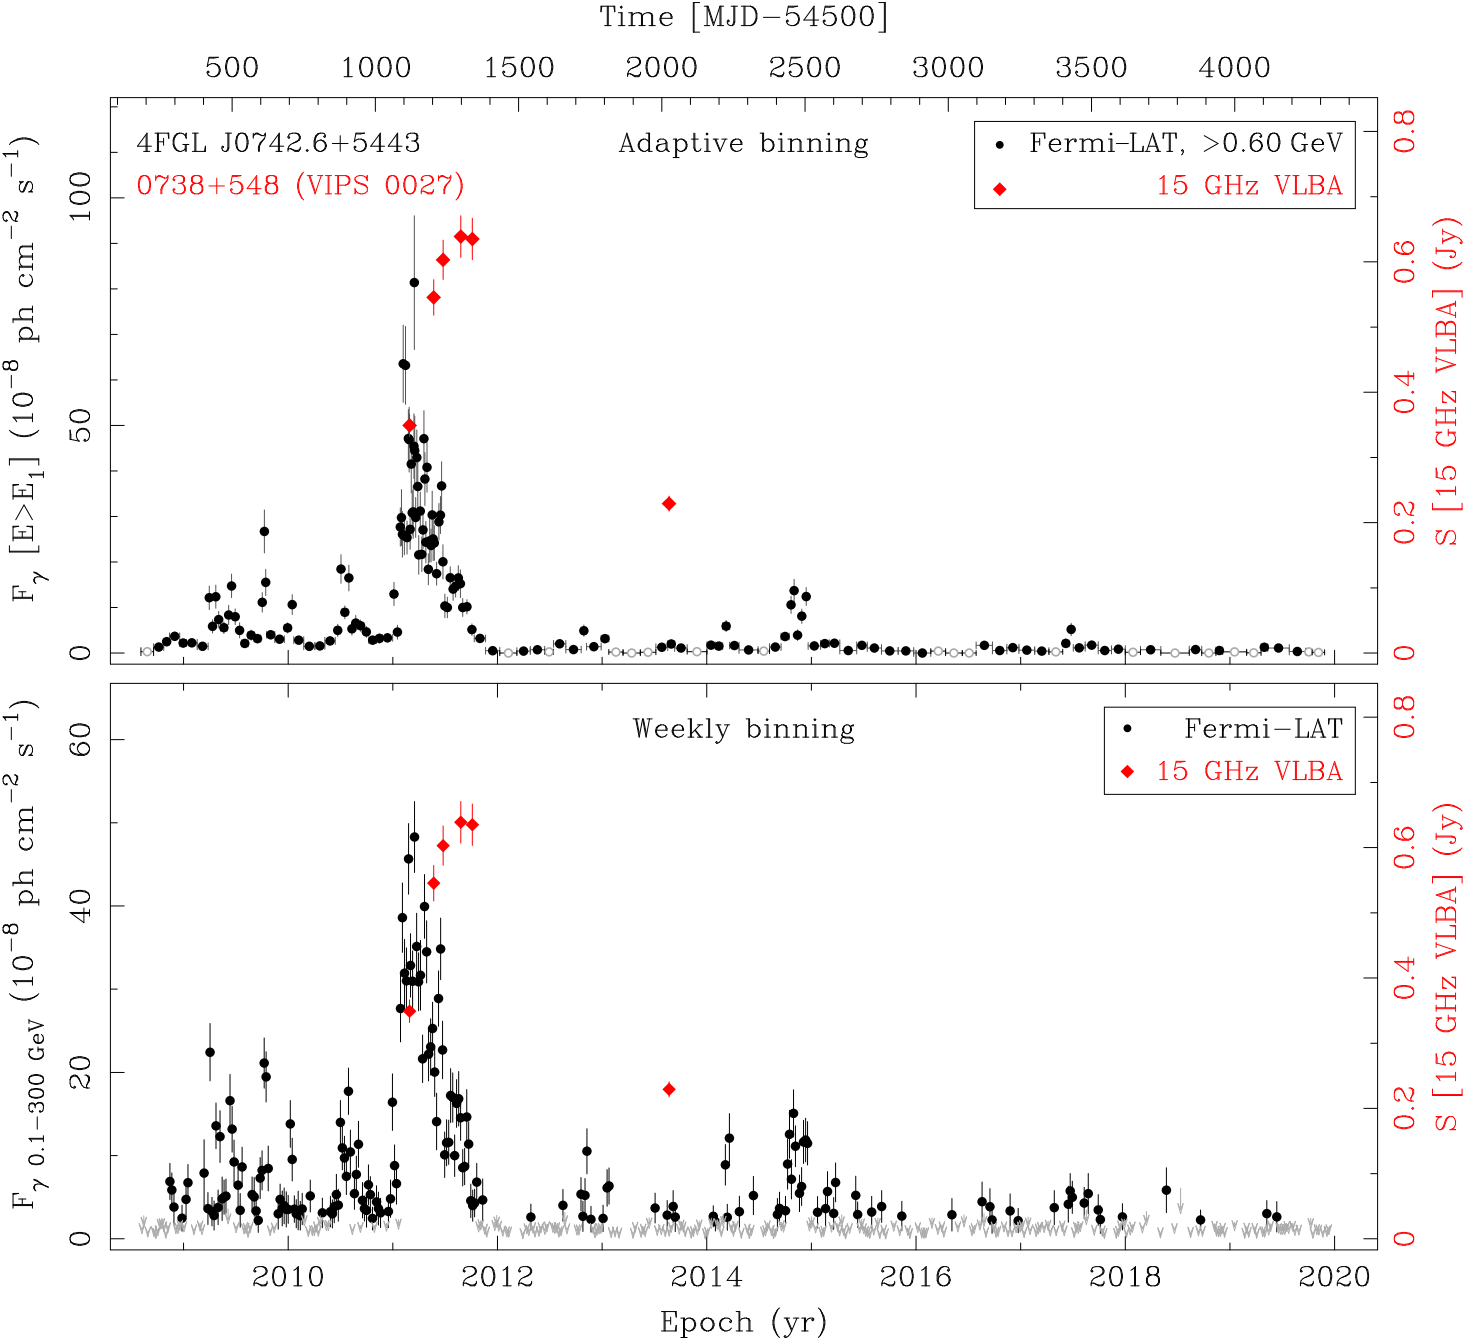 Time [MJD−54500]
500 1000 1500 2000 2500 3000 3500 4000
4FGL J0742.6+5443
0738+548 (VIPS 0027)
Adaptive binning
Fermi−LAT, >0.60 GeV
15 GHz VLBA
F_γ [E>E_1] (10^−8 ph cm^−2 s^−1)
100
50
0
S [15 GHz VLBA] (Jy)
0.8
0.6
0.4
0.2
0
Weekly binning
Fermi−LAT
15 GHz VLBA
F_γ 0.1−300 GeV (10^−8 ph cm^−2 s^−1)
60
40
20
0
S [15 GHz VLBA] (Jy)
0.8
0.6
0.4
0.2
0
2010 2012 2014 2016 2018 2020
Epoch (yr)